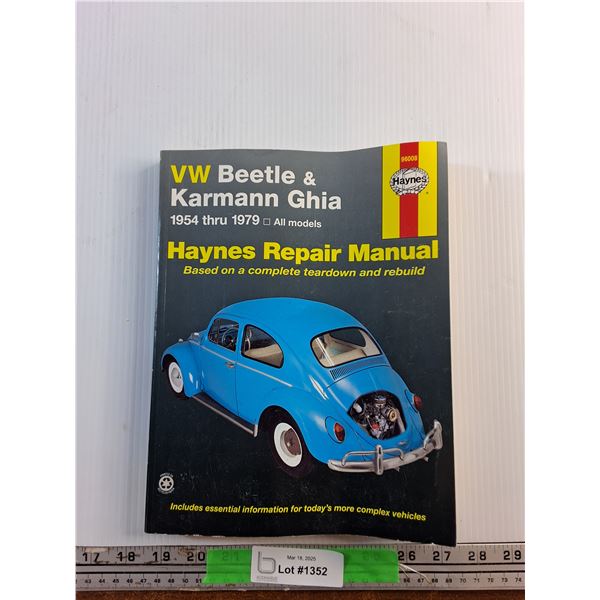 VW Beetle &
Karmann Ghia
1954 thru 1979 □ All models
96008
Haynes
Haynes Repair Manual
Based on a complete teardown and rebuild
Includes essential information for today's more complex vehicles
17 18 19 20 25 26 27 28 29
Mar 18, 2025
Lot #1352